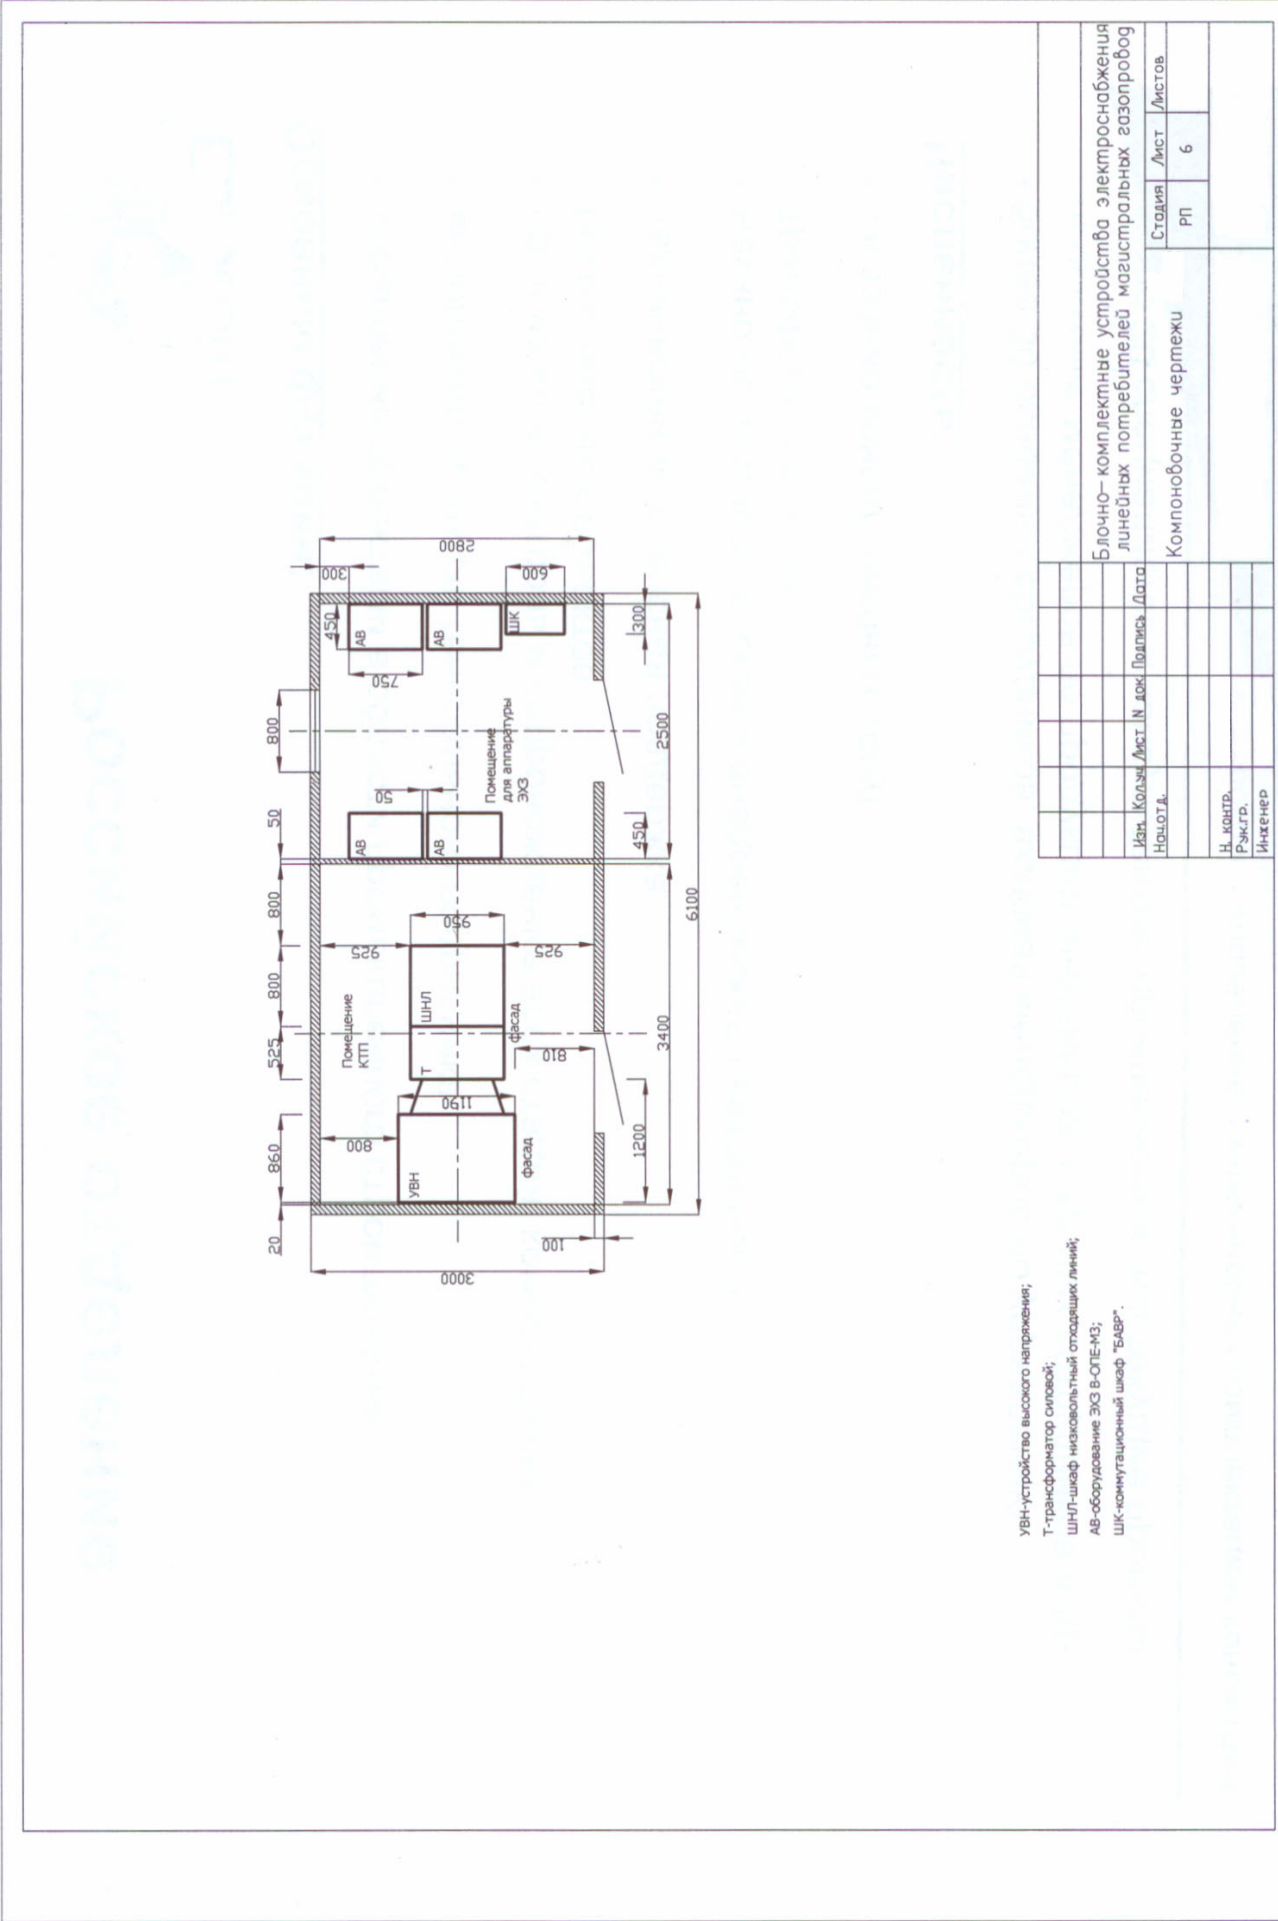 20
860
525
800
800
50
800
450
300
3000
800
УВН
Помещение
КТП
Т
ШНЛ
925
950
925
1190
фасад
фасад
810
100
1200
3400
6100
АВ
АВ
50
Помещение
для аппаратуры
ЭХЗ
450
2500
АВ
750
АВ
ШК
300
600
2800
УВН-устройство высокого напряжения;
Т-трансформатор силовой;
ШНЛ-шкаф низковольтный отходящих линий;
АВ-оборудование ЭХЗ В-ОПЕ-М3;
ШК-коммутационный шкаф "БАВР".
Блочно-комплектные устройства электроснабжения
линейных потребителей магистральных газопровод
Изм. Кол.уч Лист N док. Подпись Дата
Нач.отд.
Н. контр.
Рук.гр.
Инженер
Компоновочные чертежи
Стадия Лист Листов
РП 6